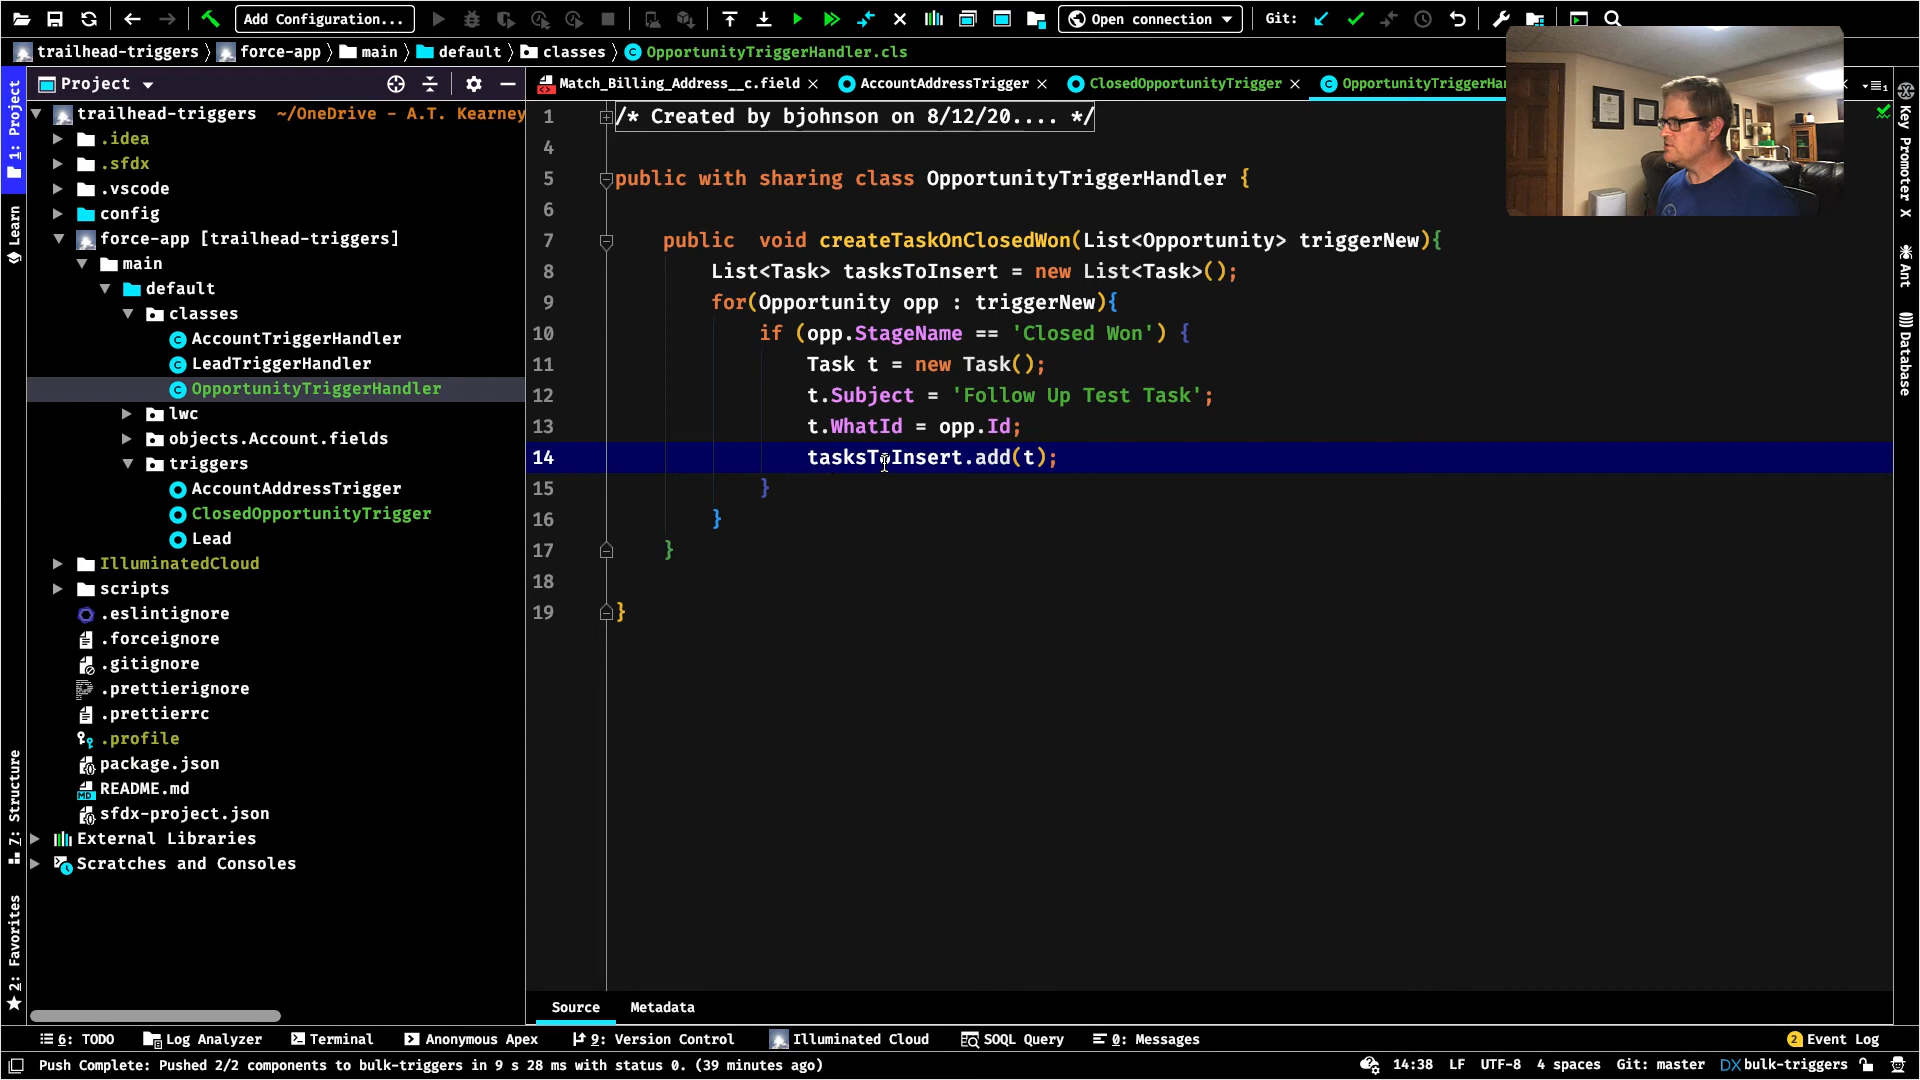 Add Configuration...
Open connection
Git:
trailhead-triggers
force-app
main
default
classes
OpportunityTriggerHandler.cls
Project
Match_Billing_Address__c.field
AccountAddressTrigger
ClosedOpportunityTrigger
OpportunityTriggerHan
1: Project
Learn
7: Structure
2: Favorites
trailhead-triggers ~/OneDrive - A.T. Kearney
.idea
.sfdx
.vscode
config
force-app [trailhead-triggers]
main
default
classes
AccountTriggerHandler
LeadTriggerHandler
OpportunityTriggerHandler
lwc
objects.Account.fields
triggers
AccountAddressTrigger
ClosedOpportunityTrigger
Lead
IlluminatedCloud
scripts
.eslintignore
.forceignore
.gitignore
.prettierignore
.prettierrc
.profile
package.json
README.md
sfdx-project.json
External Libraries
Scratches and Consoles
1 /* Created by bjohnson on 8/12/20.... */
4
5 public with sharing class OpportunityTriggerHandler {
6
7 public  void createTaskOnClosedWon(List<Opportunity> triggerNew){
8 List<Task> tasksToInsert = new List<Task>();
9 for(Opportunity opp : triggerNew){
10 if (opp.StageName == 'Closed Won') {
11 Task t = new Task();
12 t.Subject = 'Follow Up Test Task';
13 t.WhatId = opp.Id;
14 tasksToInsert.add(t);
15 }
16 }
17 }
18
19 }
Key Promoter X
Ant
Database
Source
Metadata
6: TODO
Log Analyzer
Terminal
Anonymous Apex
9: Version Control
Illuminated Cloud
SOQL Query
0: Messages
2 Event Log
Push Complete: Pushed 2/2 components to bulk-triggers in 9 s 28 ms with status 0. (39 minutes ago)
14:38
LF
UTF-8
4 spaces
Git: master
DX bulk-triggers